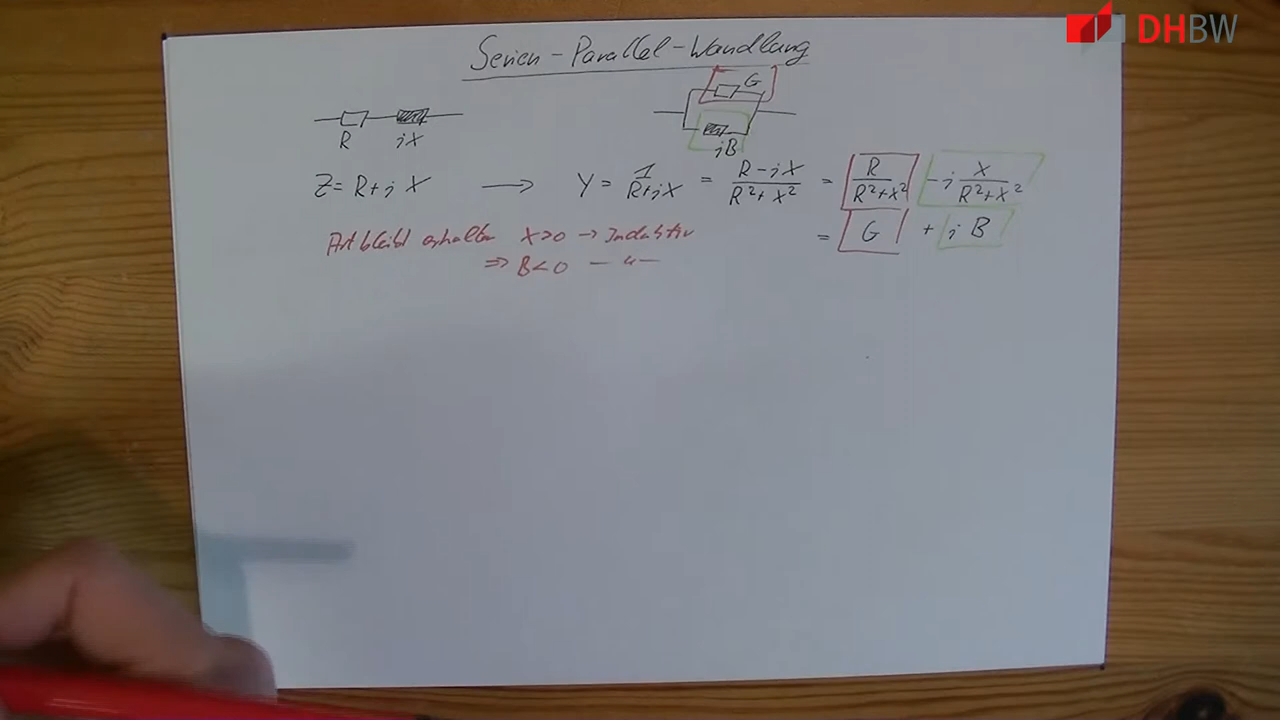 DHBW
Serien-Parallel-Wandlung
R jX
G
jB
Z = R + j X → Y = 1/(R+jX) = (R-jX)/(R²+X²) = R/(R²+X²) - j X/(R²+X²)
= G + j B
Art bleibt erhalten X>0 → Induktiv
⇒ B<0 — " —